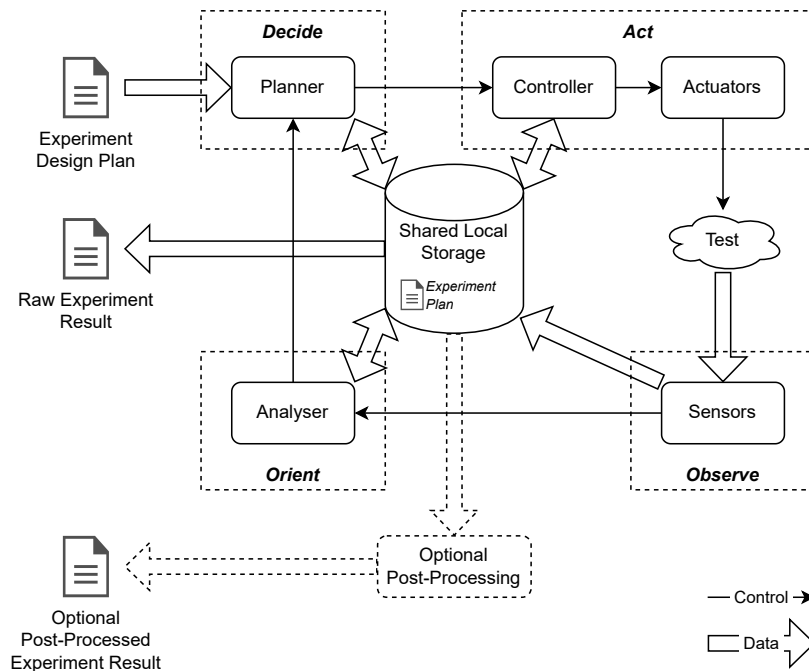 Decide
Act
Planner
Controller
Actuators
Experiment
Design Plan
Shared Local
Storage
Experiment
Plan
Test
Raw Experiment
Result
Analyser
Sensors
Orient
Observe
Optional
Post-Processing
Optional
Post-Processed
Experiment Result
Control
Data